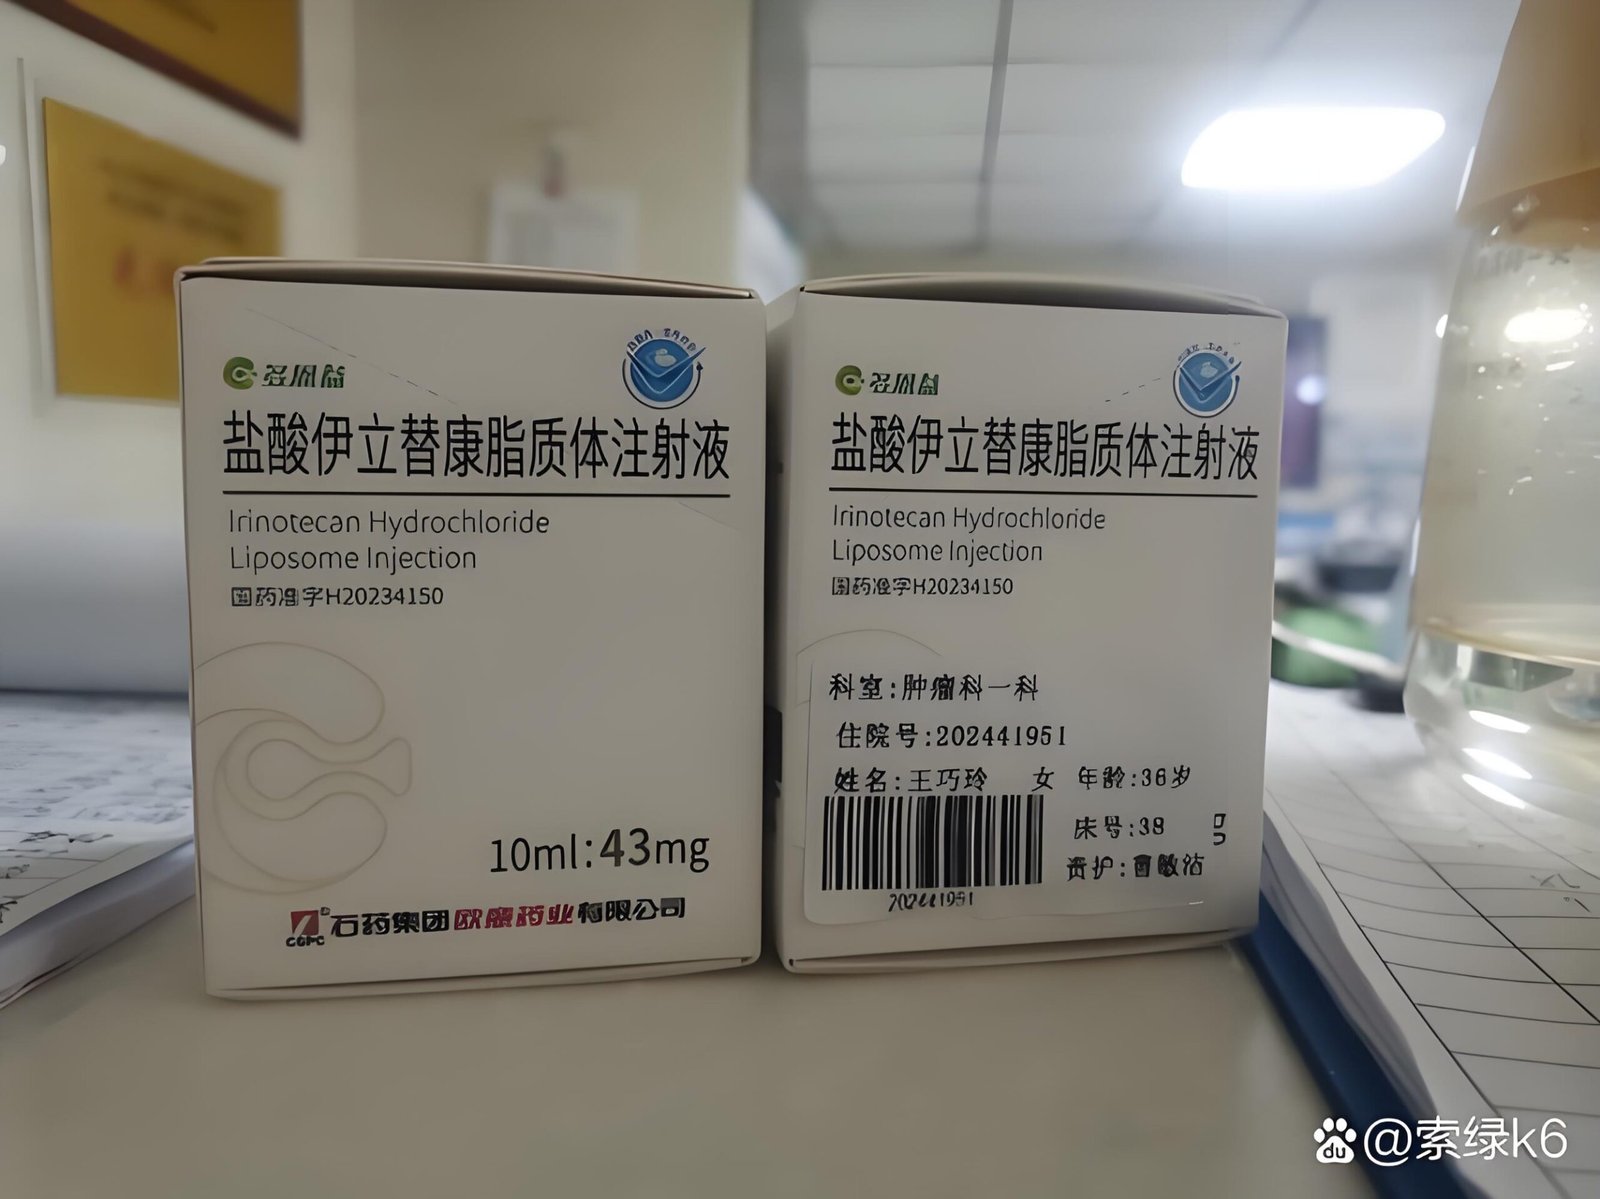 盐酸伊立替康脂质体注射液
Irinotecan Hydrochloride
Liposome Injection
国药准字H20234150
10ml:43mg
CSPC 石药集团欧意药业有限公司
盐酸伊立替康脂质体注射液
Irinotecan Hydrochloride
Liposome Injection
国药准字H20234150
科室:肿瘤科一科
住院号:202441951
姓名:王巧玲 女 年龄:36岁
床号:38 g
责护:
202441951
du @索绿k6